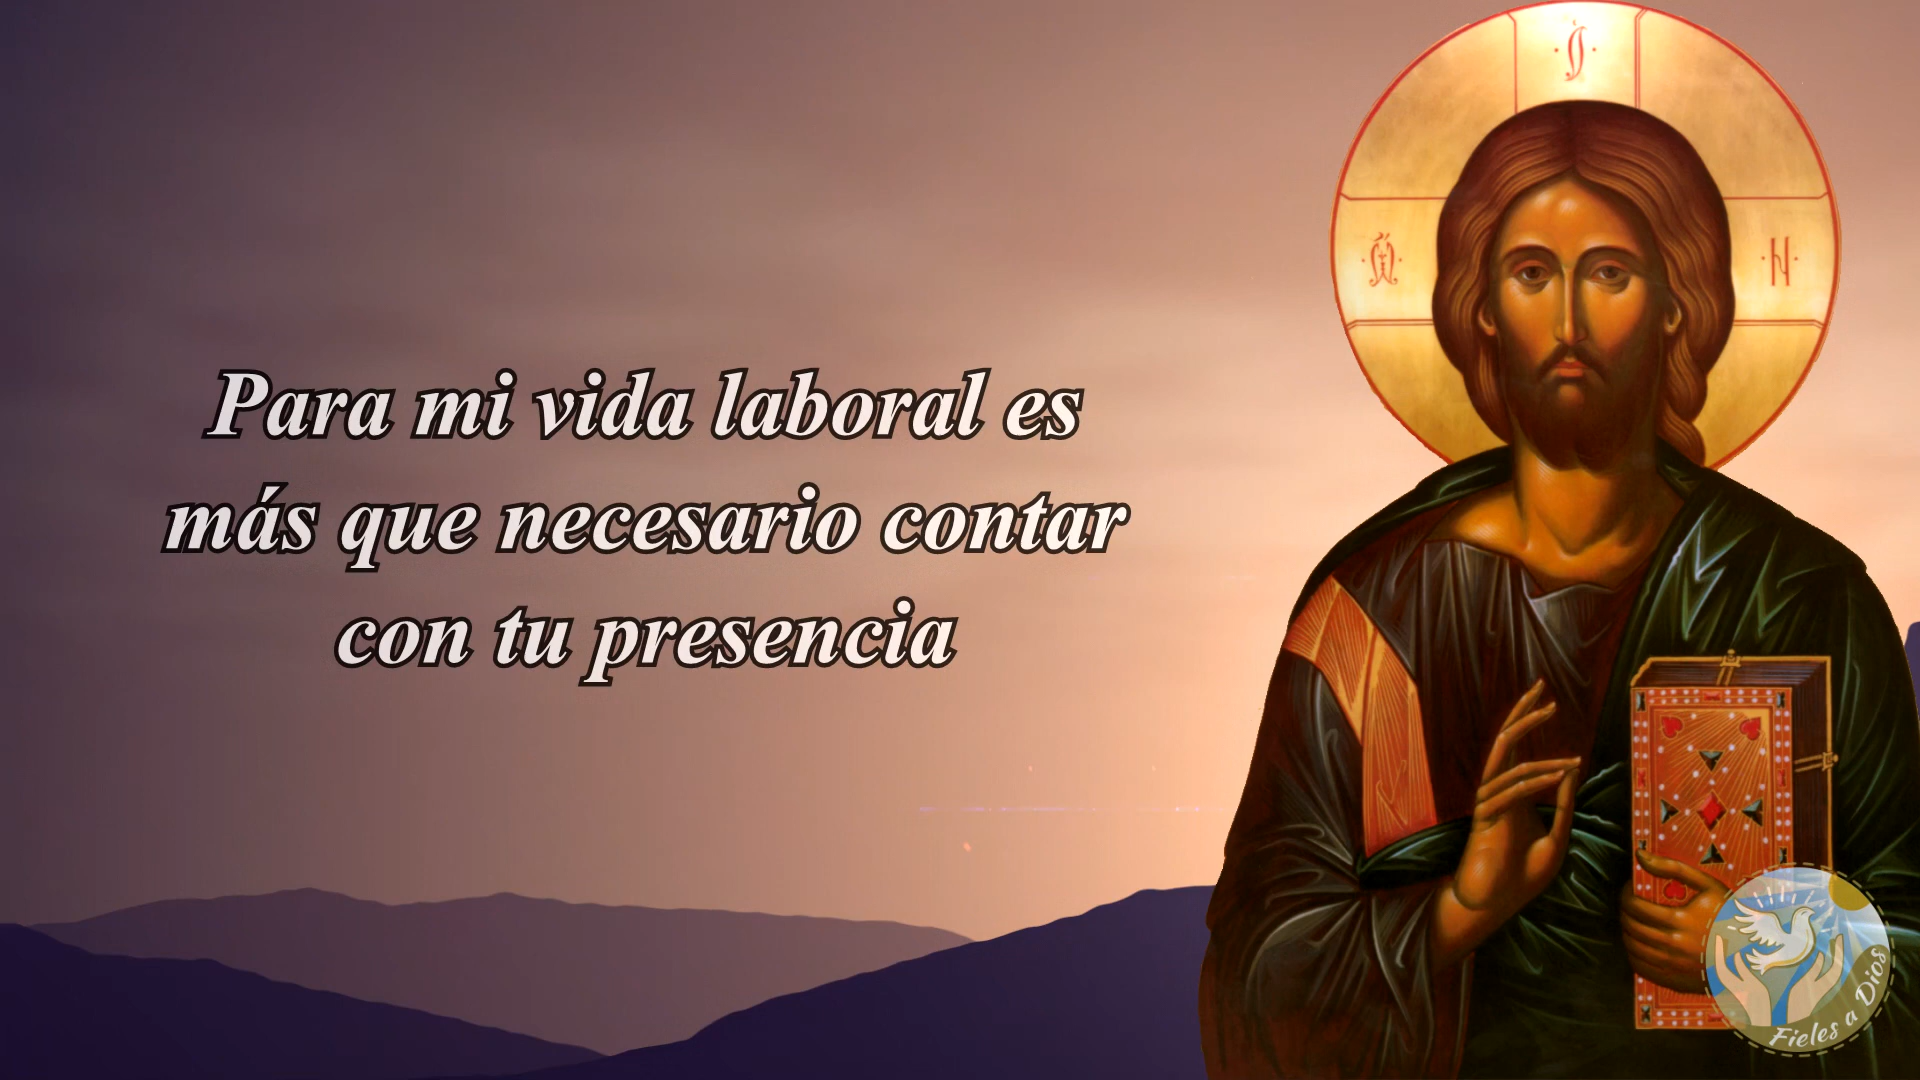 Para mi vida laboral es
más que necesario contar
con tu presencia
Fieles a Dios